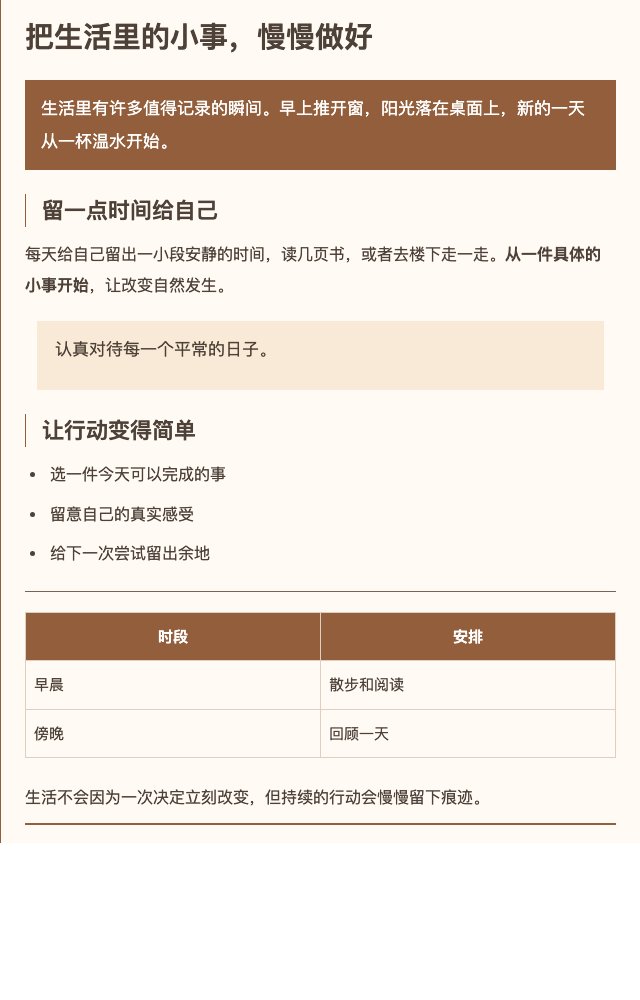 把生活里的小事，慢慢做好
生活里有许多值得记录的瞬间。早上推开窗，阳光落在桌面上，新的一天
从一杯温水开始。
留一点时间给自己
每天给自己留出一小段安静的时间，读几页书，或者去楼下走一走。从一件具体的
小事开始，让改变自然发生。
认真对待每一个平常的日子。
让行动变得简单
• 选一件今天可以完成的事
• 留意自己的真实感受
• 给下一次尝试留出余地
时段 安排
早晨 散步和阅读
傍晚 回顾一天
生活不会因为一次决定立刻改变，但持续的行动会慢慢留下痕迹。